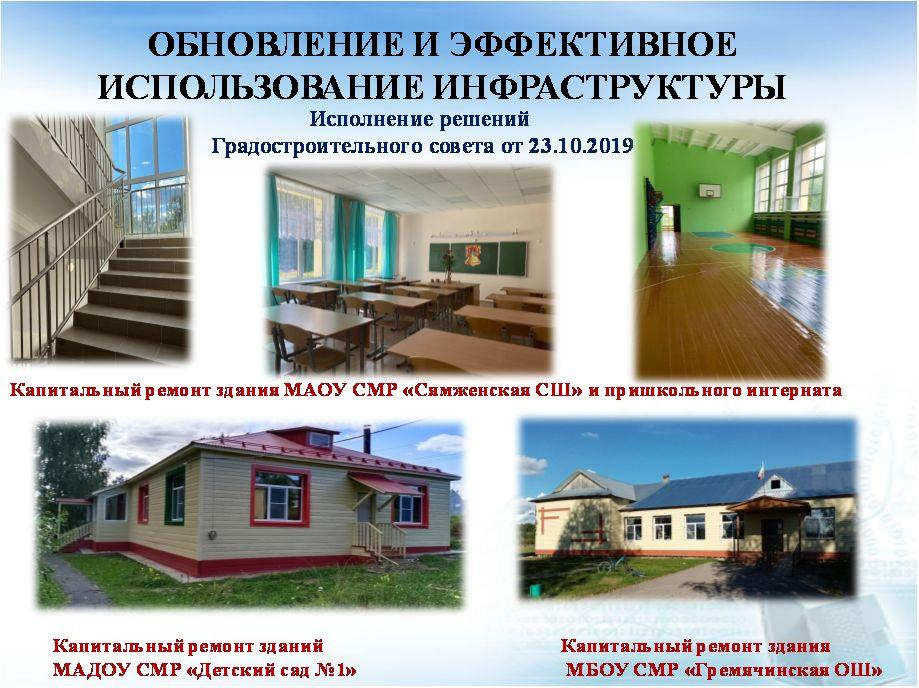 ОБНОВЛЕНИЕ И ЭФФЕКТИВНОЕ
ИСПОЛЬЗОВАНИЕ ИНФРАСТРУКТУРЫ
Исполнение решений
Градостроительного совета от 23.10.2019
Капитальный ремонт здания МАОУ СМР «Сямженская СШ» и пришкольного интерната
Капитальный ремонт зданий
МАДОУ СМР «Детский сад №1»
Капитальный ремонт здания
МБОУ СМР «Гремячинская ОШ»